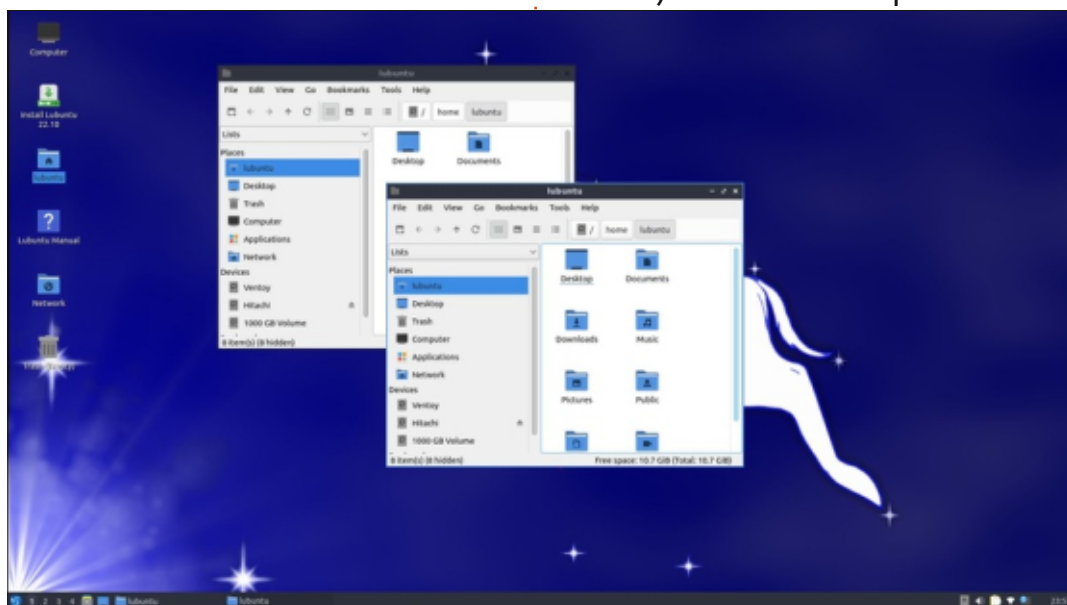 Computer
Install Lubuntu
22.10
lubuntu
Lubuntu Manual
Network
lubuntu
File Edit View Go Bookmarks Tools Help
/ home lubuntu
Lists
Places
lubuntu
Desktop
Trash
Computer
Applications
Network
Devices
Ventoy
Hitachi
1000 GB Volume
8 item(s) (8 hidden)
Desktop Documents
lubuntu
File Edit View Go Bookmarks Tools Help
/ home lubuntu
Lists
Places
lubuntu
Desktop
Trash
Computer
Applications
Network
Devices
Ventoy
Hitachi
1000 GB Volume
Desktop Documents
Downloads Music
Pictures Public
8 item(s) (8 hidden) Free space: 10.7 GiB (Total: 10.7 GiB)
1 2 3 4 lubuntu lubuntu